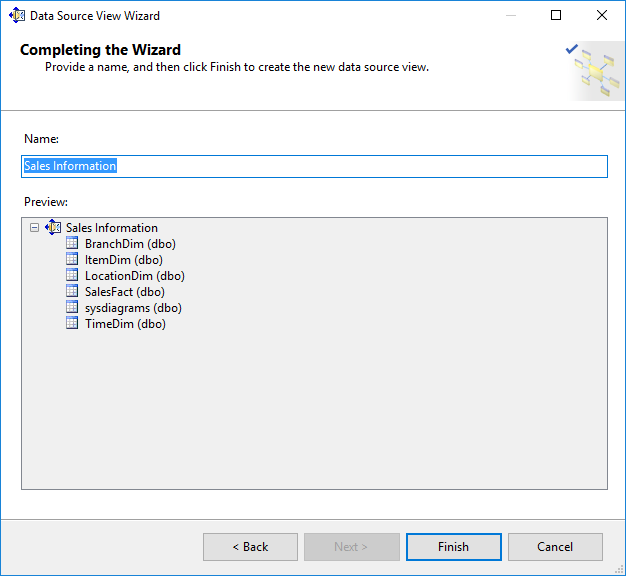 Data Source View Wizard
Completing the Wizard
Provide a name, and then click Finish to create the new data source view.
Name:
Sales Information
Preview:
Sales Information
BranchDim (dbo)
ItemDim (dbo)
LocationDim (dbo)
SalesFact (dbo)
sysdiagrams (dbo)
TimeDim (dbo)
< Back
Next >
Finish
Cancel